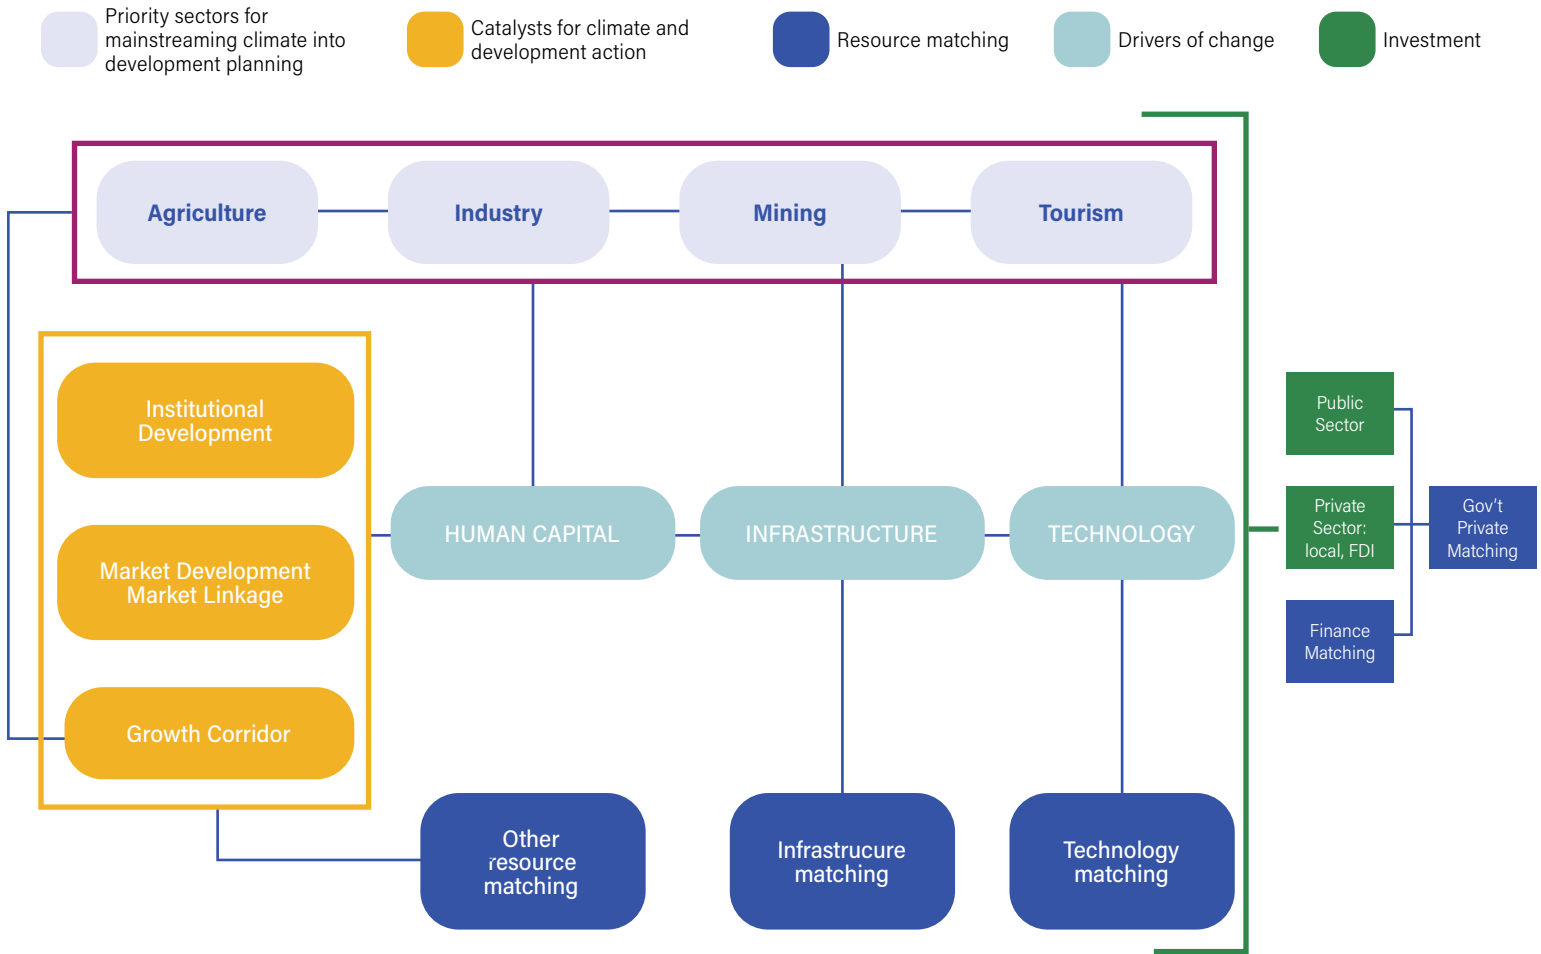 Priority sectors for
mainstreaming climate into
development planning
Catalysts for climate and
development action
Resource matching
Drivers of change
Investment
Agriculture
Industry
Mining
Tourism
Institutional
Development
Market Development
Market Linkage
Growth Corridor
HUMAN CAPITAL
INFRASTRUCTURE
TECHNOLOGY
Public
Sector
Private
Sector:
local, FDI
Finance
Matching
Gov't
Private
Matching
Other
resource
matching
Infrastrucure
matching
Technology
matching